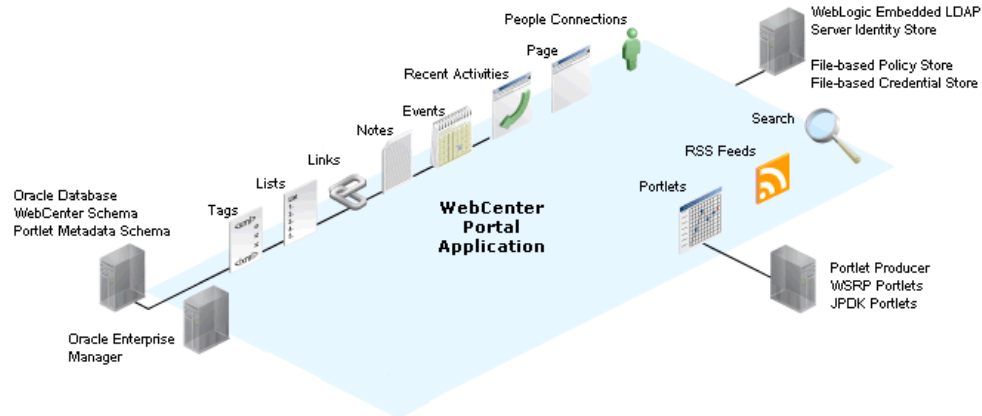 People Connections
Page
Recent Activities
Events
Notes
Links
Lists
Tags
WebLogic Embedded LDAP
Server Identity Store
File-based Policy Store
File-based Credential Store
Search
RSS Feeds
Portlets
Oracle Database
WebCenter Schema
Portlet Metadata Schema
WebCenter
Portal
Application
Portlet Producer
WSRP Portlets
JPDK Portlets
Oracle Enterprise
Manager